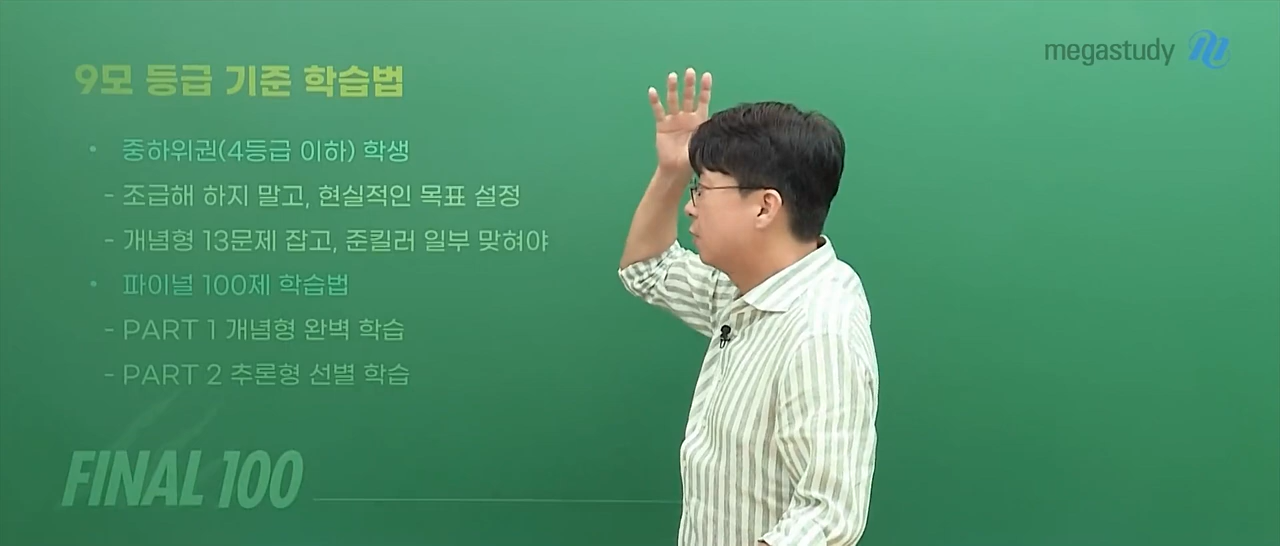 megastudy
9모 등급 기준 학습법
• 중하위권(4등급 이하) 학생
- 조급해 하지 말고, 현실적인 목표 설정
- 개념형 13문제 잡고, 준킬러 일부 맞혀야
• 파이널 100제 학습법
- PART 1 개념형 완벽 학습
- PART 2 추론형 선별 학습
FINAL 100